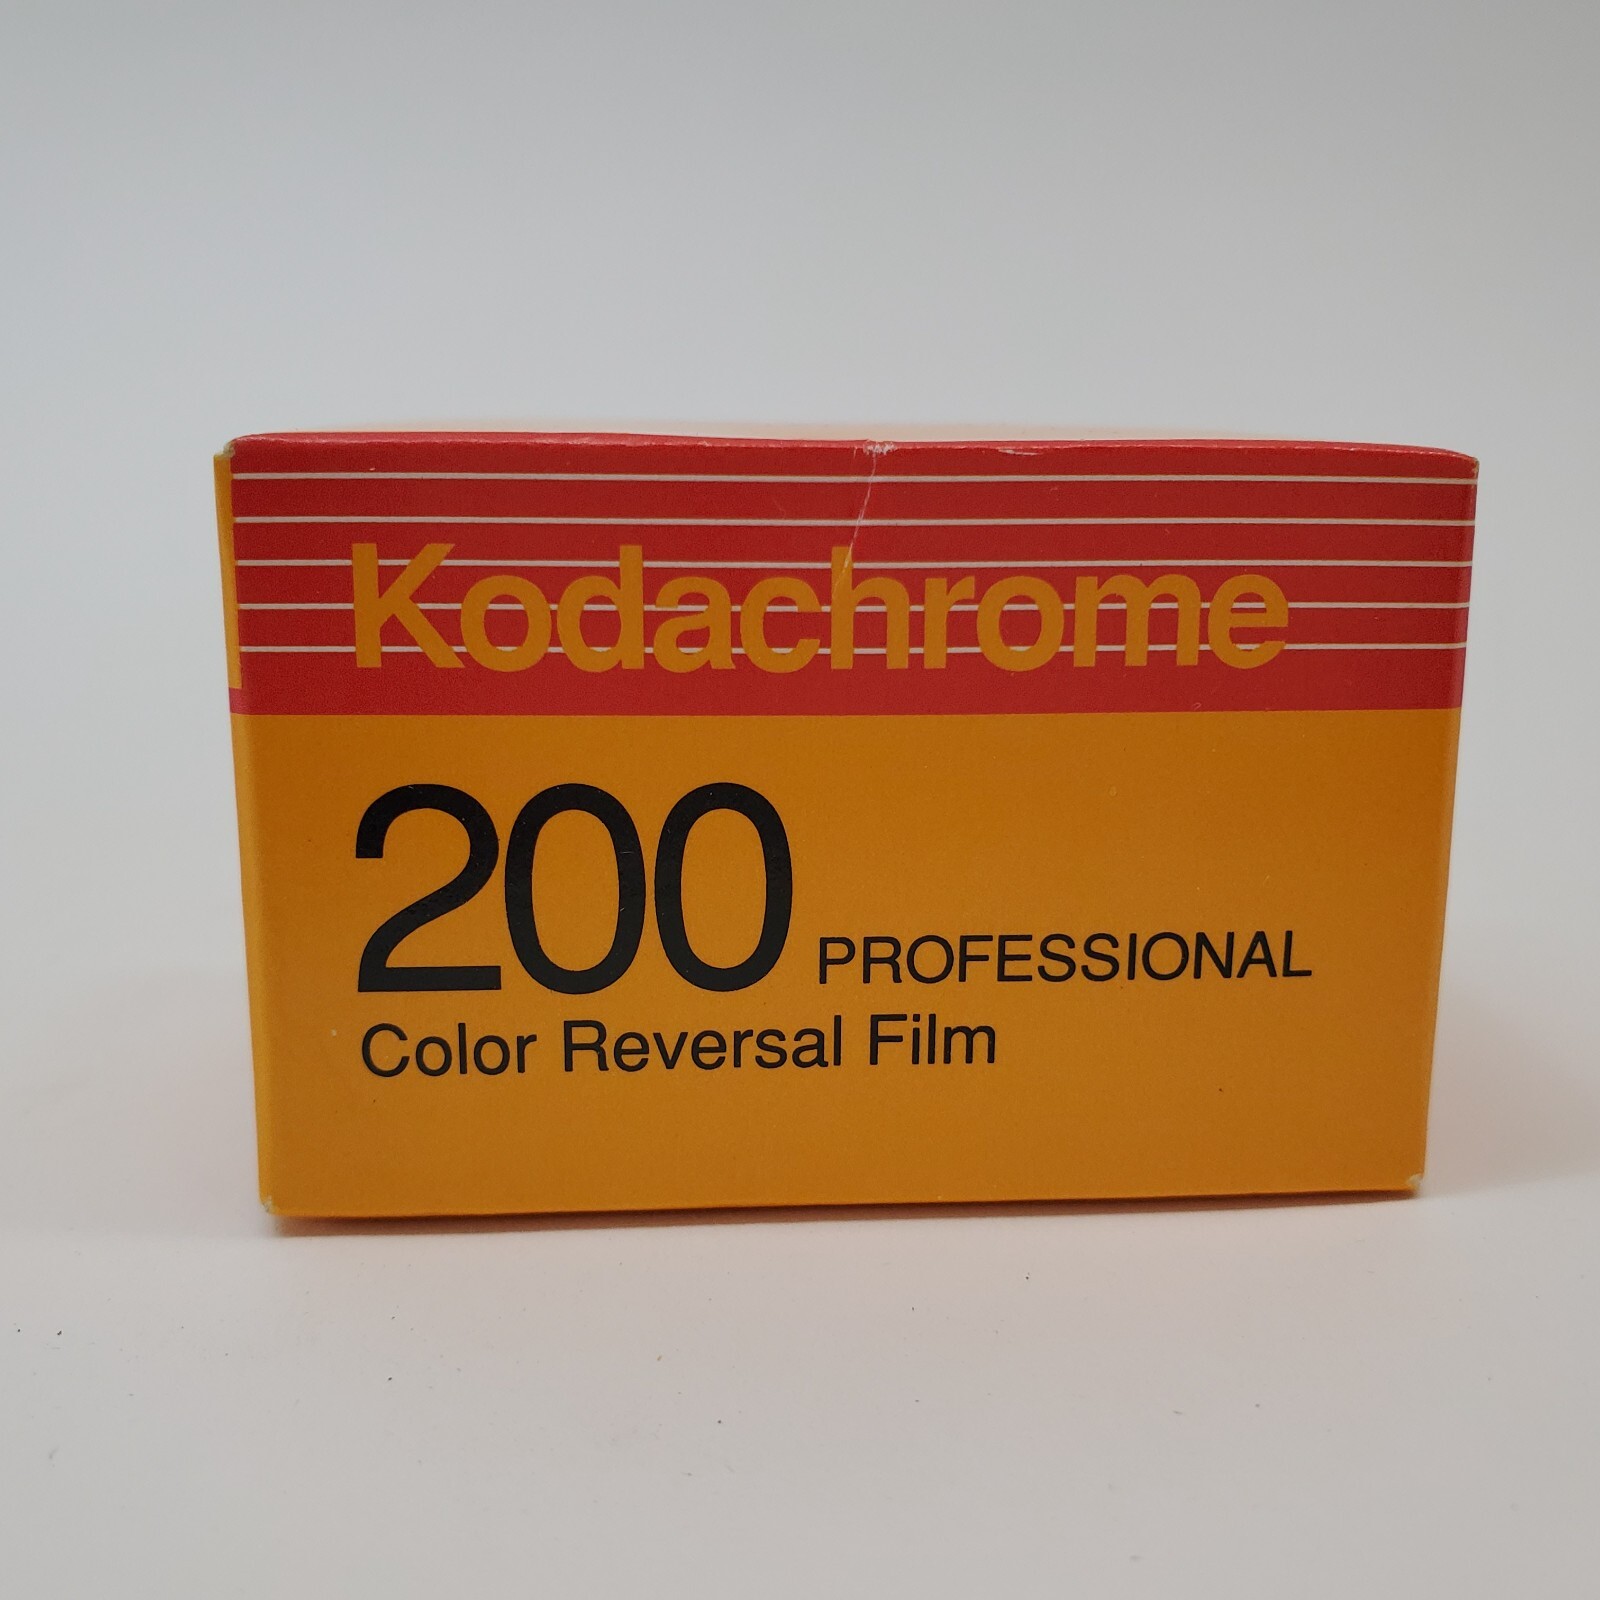 Kodachrome
200 PROFESSIONAL
Color Reversal Film